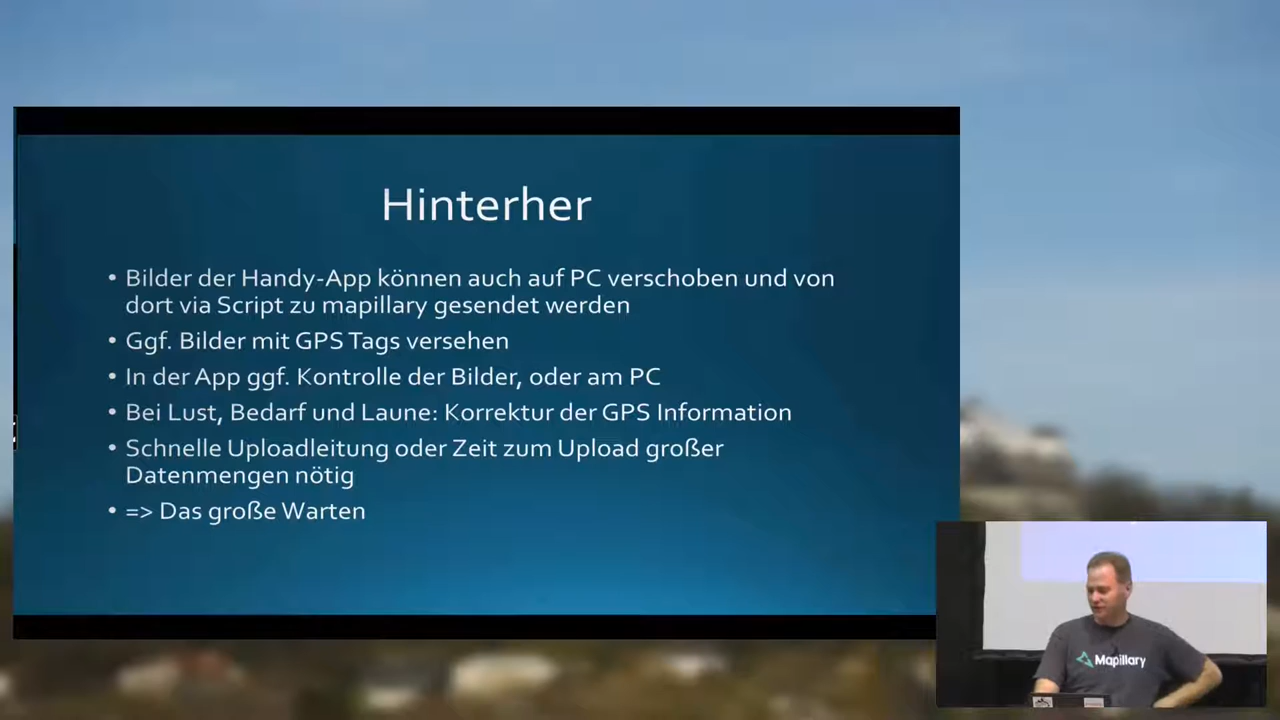 Hinterher
• Bilder der Handy-App können auch auf PC verschoben und von
dort via Script zu mapillary gesendet werden
• Ggf. Bilder mit GPS Tags versehen
• In der App ggf. Kontrolle der Bilder, oder am PC
• Bei Lust, Bedarf und Laune: Korrektur der GPS Information
• Schnelle Uploadleitung oder Zeit zum Upload großer
Datenmengen nötig
• => Das große Warten
Mapillary